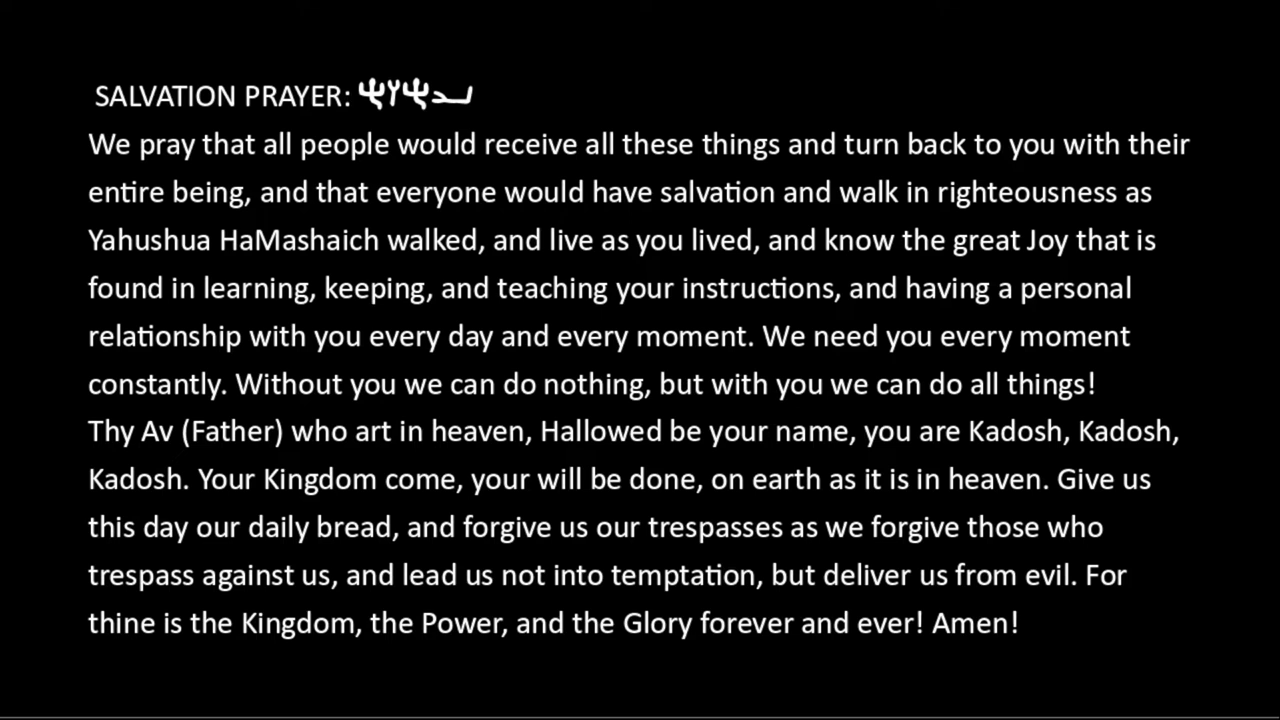 SALVATION PRAYER: 𐤄𐤅𐤄𐤉
We pray that all people would receive all these things and turn back to you with their
entire being, and that everyone would have salvation and walk in righteousness as
Yahushua HaMashaich walked, and live as you lived, and know the great Joy that is
found in learning, keeping, and teaching your instructions, and having a personal
relationship with you every day and every moment. We need you every moment
constantly. Without you we can do nothing, but with you we can do all things!
Thy Av (Father) who art in heaven, Hallowed be your name, you are Kadosh, Kadosh,
Kadosh. Your Kingdom come, your will be done, on earth as it is in heaven. Give us
this day our daily bread, and forgive us our trespasses as we forgive those who
trespass against us, and lead us not into temptation, but deliver us from evil. For
thine is the Kingdom, the Power, and the Glory forever and ever! Amen!